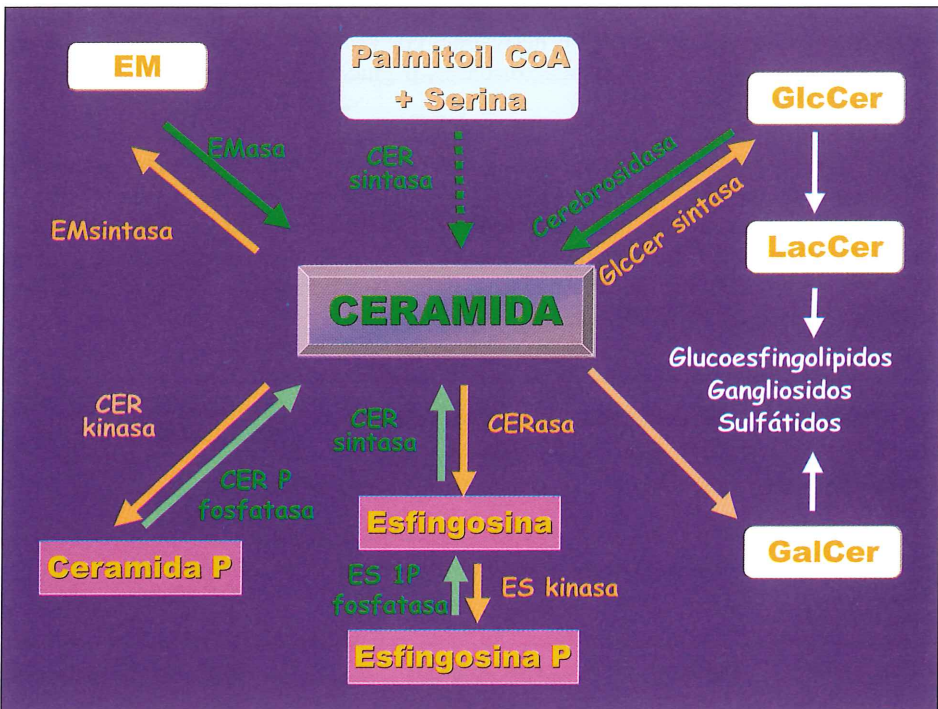 EM
Palmitoil CoA
+ Serina
GlcCer
EMasa
CER
sintasa
Cerebrosidasa
EMsintasa
GlcCer sintasa
LacCer
CERAMIDA
Glucoesfingolipidos
Gangliosidos
Sulfátidos
CER
kinasa
CER
sintasa
CERasa
CER P
fosfatasa
Esfingosina
Ceramida P
GalCer
ES 1P
fosfatasa
ES kinasa
Esfingosina P